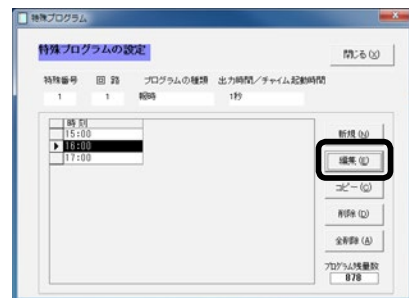 特殊プログラム
特殊プログラムの設定
閉じる(X)
特殊番号 回路 プログラムの種類 出力時間/チャイム起動時間
1 1 報時 1秒
時刻
15:00
16:00
17:00
新規(N)
編集(E)
コピー(C)
削除(D)
全削除(A)
プログラム残量数
878